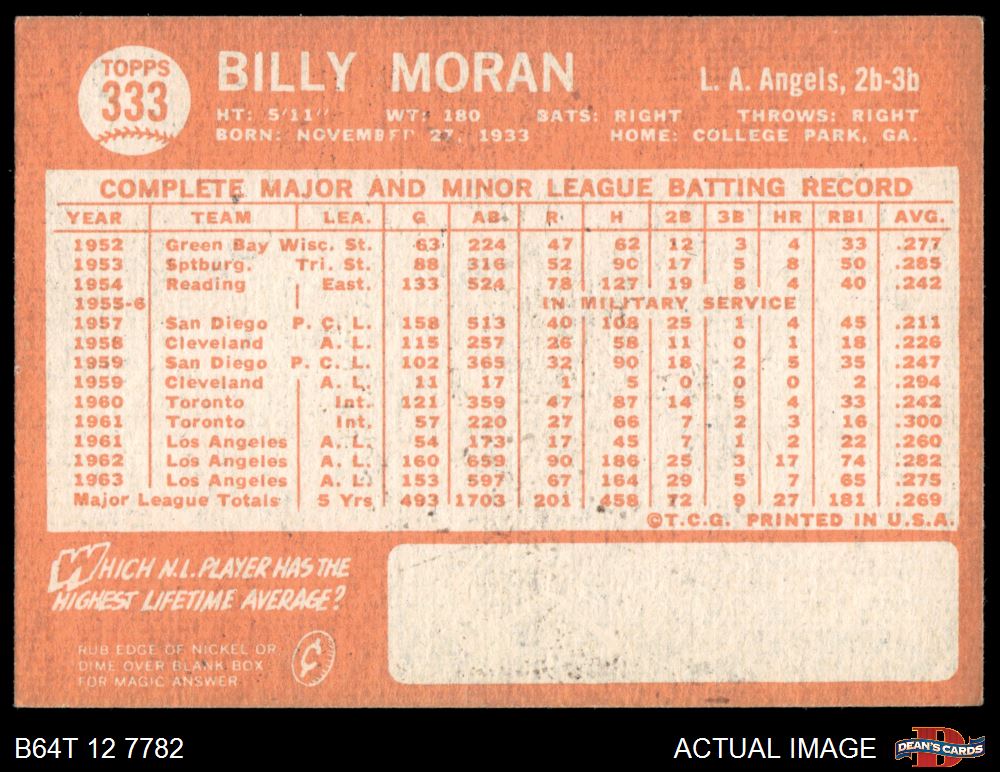 TOPPS
333
BILLY MORAN
L. A. Angels, 2b-3b
HT: 5'11" WT: 180 BATS: RIGHT THROWS: RIGHT
BORN: NOVEMBER 27, 1933 HOME: COLLEGE PARK, GA.
COMPLETE MAJOR AND MINOR LEAGUE BATTING RECORD
YEAR TEAM LEA. G AB R H 2B 3B HR RBI AVG.
1952 Green Bay Wisc. St. 63 224 47 62 12 3 4 33 .277
1953 Sptburg. Tri. St. 88 316 52 90 17 5 8 50 .285
1954 Reading East. 133 524 78 127 19 8 4 40 .242
1955-6 IN MILITARY SERVICE
1957 San Diego P. C. L. 158 513 40 108 25 1 4 45 .211
1958 Cleveland A. L. 115 257 26 58 11 0 1 18 .226
1959 San Diego P. C. L. 102 365 32 90 18 2 5 35 .247
1959 Cleveland A. L. 11 17 1 5 0 0 0 2 .294
1960 Toronto Int. 121 359 47 87 14 5 4 33 .242
1961 Toronto Int. 57 220 27 66 7 2 3 16 .300
1961 Los Angeles A. L. 54 173 17 45 7 1 2 22 .260
1962 Los Angeles A. L. 160 659 90 186 25 3 17 74 .282
1963 Los Angeles A. L. 153 597 67 164 29 5 7 65 .275
Major League Totals 5 Yrs 493 1703 201 458 72 9 27 181 .269
©T.C.G. PRINTED IN U.S.A.
WHICH N.L. PLAYER HAS THE
HIGHEST LIFETIME AVERAGE?
RUB EDGE OF NICKEL OR
DIME OVER BLANK BOX
FOR MAGIC ANSWER
¢
B64T 12 7782
ACTUAL IMAGE
D
DEAN'S CARDS